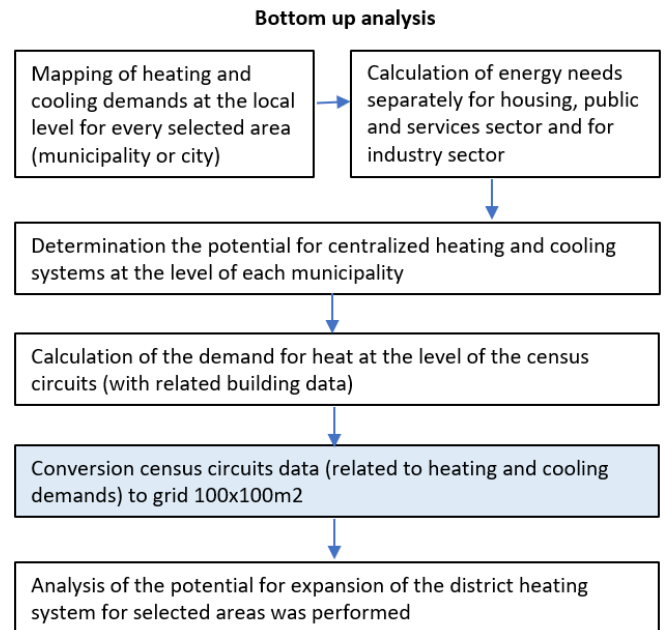 Bottom up analysis
Mapping of heating and
cooling demands at the local
level for every selected area
(municipality or city)
Calculation of energy needs
separately for housing, public
and services sector and for
industry sector
Determination the potential for centralized heating and cooling
systems at the level of each municipality
Calculation of the demand for heat at the level of the census
circuits (with related building data)
Conversion census circuits data (related to heating and cooling
demands) to grid 100x100m2
Analysis of the potential for expansion of the district heating
system for selected areas was performed